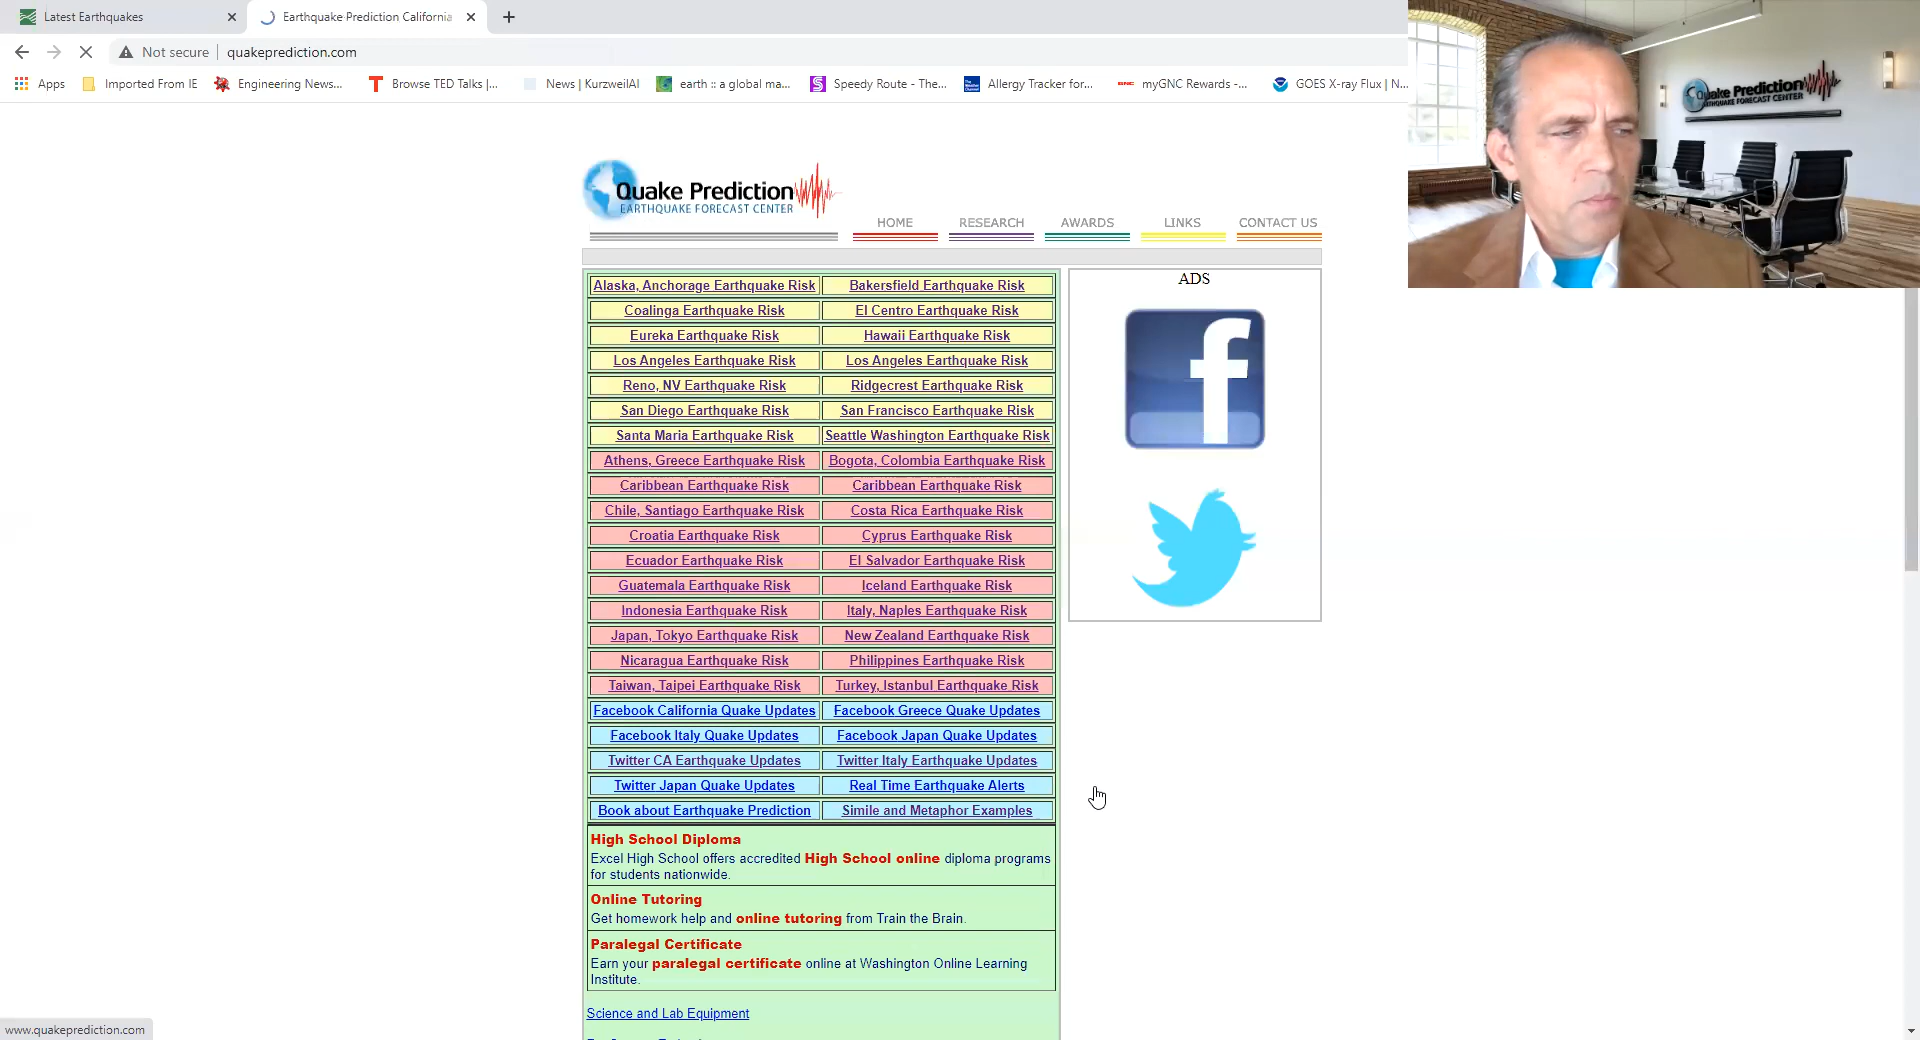 Latest Earthquakes
Earthquake Prediction California
Not secure
quakeprediction.com
Apps
Imported From IE
Engineering News...
Browse TED Talks |...
News | KurzweilAI
earth :: a global ma...
Speedy Route - The...
Allergy Tracker for...
myGNC Rewards -...
GOES X-ray Flux | N...
Quake Prediction
EARTHQUAKE FORECAST CENTER
Quake Prediction
EARTHQUAKE FORECAST CENTER
HOME
RESEARCH
AWARDS
LINKS
CONTACT US
Alaska, Anchorage Earthquake Risk
Bakersfield Earthquake Risk
Coalinga Earthquake Risk
El Centro Earthquake Risk
Eureka Earthquake Risk
Hawaii Earthquake Risk
Los Angeles Earthquake Risk
Los Angeles Earthquake Risk
Reno, NV Earthquake Risk
Ridgecrest Earthquake Risk
San Diego Earthquake Risk
San Francisco Earthquake Risk
Santa Maria Earthquake Risk
Seattle Washington Earthquake Risk
Athens, Greece Earthquake Risk
Bogota, Colombia Earthquake Risk
Caribbean Earthquake Risk
Caribbean Earthquake Risk
Chile, Santiago Earthquake Risk
Costa Rica Earthquake Risk
Croatia Earthquake Risk
Cyprus Earthquake Risk
Ecuador Earthquake Risk
El Salvador Earthquake Risk
Guatemala Earthquake Risk
Iceland Earthquake Risk
Indonesia Earthquake Risk
Italy, Naples Earthquake Risk
Japan, Tokyo Earthquake Risk
New Zealand Earthquake Risk
Nicaragua Earthquake Risk
Philippines Earthquake Risk
Taiwan, Taipei Earthquake Risk
Turkey, Istanbul Earthquake Risk
Facebook California Quake Updates
Facebook Greece Quake Updates
Facebook Italy Quake Updates
Facebook Japan Quake Updates
Twitter CA Earthquake Updates
Twitter Italy Earthquake Updates
Twitter Japan Quake Updates
Real Time Earthquake Alerts
Book about Earthquake Prediction
Simile and Metaphor Examples
ADS
f
High School Diploma
Excel High School offers accredited High School online diploma programs
for students nationwide.
Online Tutoring
Get homework help and online tutoring from Train the Brain.
Paralegal Certificate
Earn your paralegal certificate online at Washington Online Learning
Institute.
Science and Lab Equipment
www.quakeprediction.com